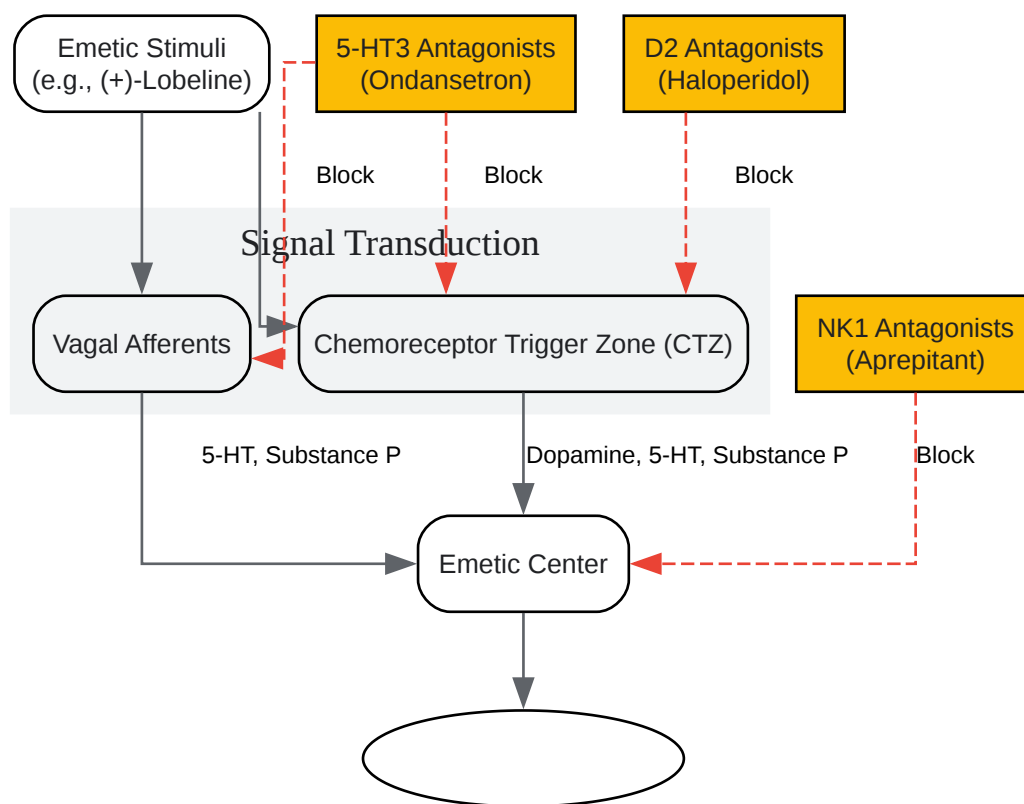 Emetic Stimuli
(e.g., (+)-Lobeline)
5-HT3 Antagonists
(Ondansetron)
D2 Antagonists
(Haloperidol)
Block
Block
Block
Signal Transduction
Vagal Afferents
Chemoreceptor Trigger Zone (CTZ)
NK1 Antagonists
(Aprepitant)
5-HT, Substance P
Dopamine, 5-HT, Substance P
Block
Emetic Center